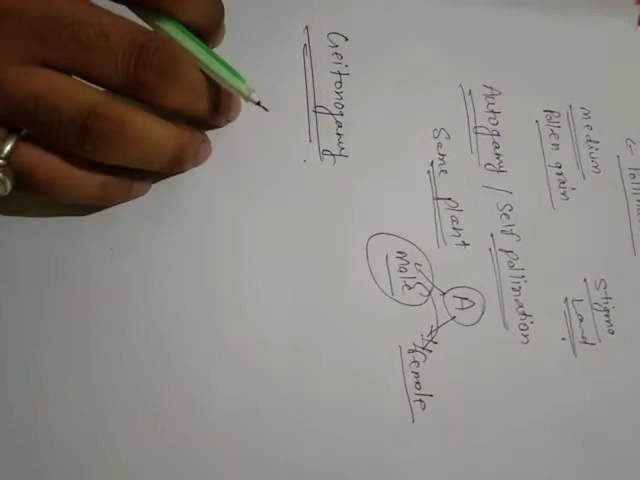 medium
Pollen grain
Stigma
Land
Autogamy / Self pollination
Same plant
A
Male
female
Geitonogamy